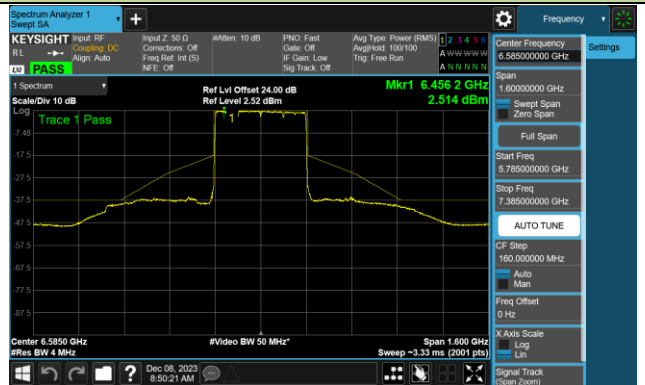 Spectrum Analyzer 1
Swept SA
+
Frequency
KEYSIGHT
RL
PASS
Input: RF
Coupling: DC
Align: Auto
Input Z: 50 Ω
Corrections: Off
Freq Ref: Int (S)
NFE: Off
#Atten: 10 dB
PNO: Fast
Gate: Off
IF Gain: Low
Sig Track: Off
Avg Type: Power (RMS)
Avg|Hold: 100/100
Trig: Free Run
1 2 3 4 5 6
A W W W W W
A N N N N N
1 Spectrum
Scale/Div 10 dB
Ref Lvl Offset 24.00 dB
Ref Level 2.52 dBm
Mkr1 6.456 2 GHz
2.514 dBm
Log
Trace 1 Pass
1
-7.48
-17.5
-27.5
-37.5
-47.5
-57.5
-67.5
-77.5
-87.5
Center 6.5850 GHz
#Video BW 50 MHz*
Span 1.600 GHz
#Res BW 4 MHz
Sweep ~3.33 ms (2001 pts)
Dec 08, 2023
8:50:21 AM
?
Center Frequency
6.585000000 GHz
Settings
Span
1.60000000 GHz
Swept Span
Zero Span
Full Span
Start Freq
5.785000000 GHz
Stop Freq
7.385000000 GHz
AUTO TUNE
CF Step
160.000000 MHz
Auto
Man
Freq Offset
0 Hz
X Axis Scale
Log
Lin
Signal Track
(Span Zoom)